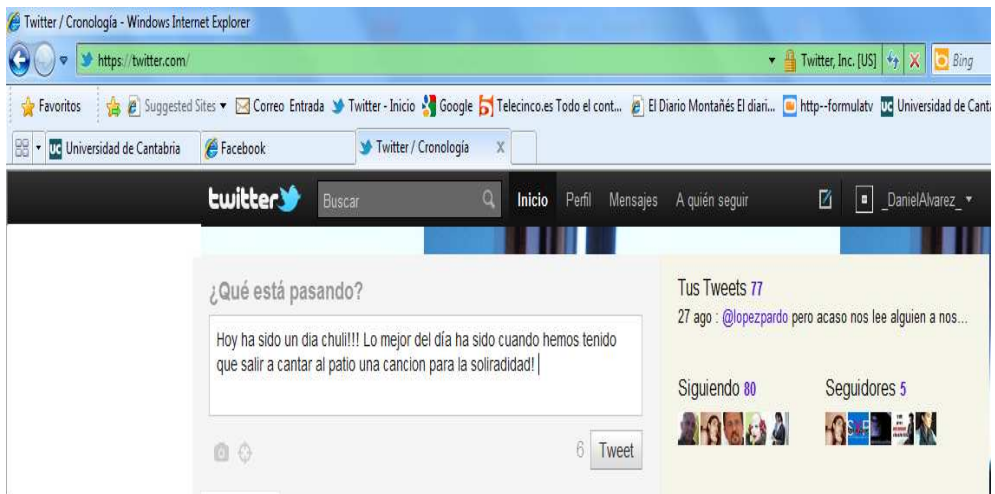 Twitter / Cronología - Windows Internet Explorer
https://twitter.com/
Twitter, Inc. [US]
Bing
Favoritos
Suggested Sites
Correo Entrada
Twitter - Inicio
Google
Telecinco.es Todo el cont...
El Diario Montañés El diari...
http--formulatv
UC Universidad de Canta
UC Universidad de Cantabria
Facebook
Twitter / Cronología X
twitter
Buscar
Inicio
Perfil
Mensajes
A quién seguir
_DanielAlvarez_
¿Qué está pasando?
Hoy ha sido un dia chuli!!! Lo mejor del día ha sido cuando hemos tenido
que salir a cantar al patio una cancion para la soliradidad!
6
Tweet
Tus Tweets 77
27 ago : @lopezpardo pero acaso nos lee alguien a nos...
Siguiendo 80
Seguidores 5